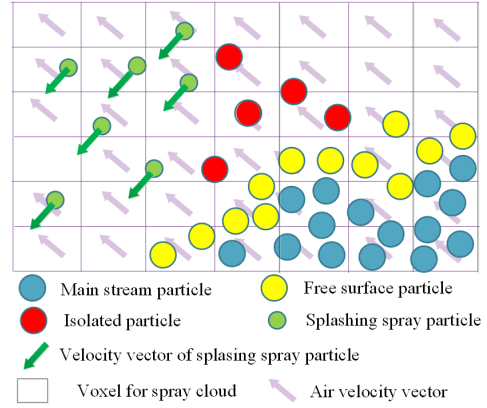 Main stream particle
Free surface particle
Isolated particle
Splashing spray particle
Velocity vector of splasing spray particle
Voxel for spray cloud
Air velocity vector